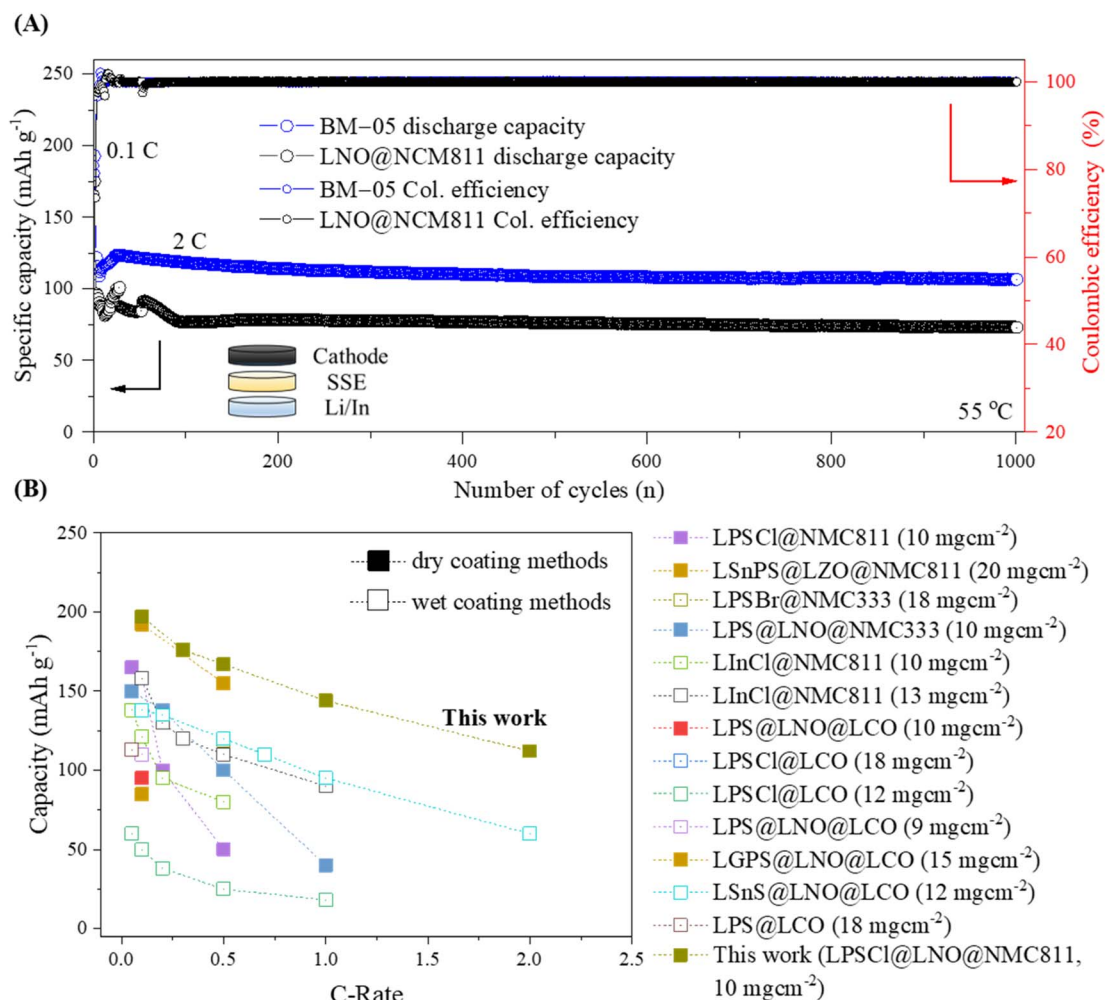 (A)
250
200
150
100
50
0
Specific capacity (mAh g⁻¹)
0.1 C
2 C
BM−05 discharge capacity
LNO@NCM811 discharge capacity
BM−05 Col. efficiency
LNO@NCM811 Col. efficiency
Cathode
SSE
Li/In
55 °C
100
80
60
40
20
Coulombic efficiency (%)
0 200 400 600 800 1000
Number of cycles (n)
(B)
250
200
150
100
50
0
Capacity (mAh g⁻¹)
dry coating methods
wet coating methods
This work
0.0 0.5 1.0 1.5 2.0 2.5
C-Rate
LPSCl@NMC811 (10 mgcm⁻²)
LSnPS@LZO@NMC811 (20 mgcm⁻²)
LPSBr@NMC333 (18 mgcm⁻²)
LPS@LNO@NMC333 (10 mgcm⁻²)
LInCl@NMC811 (10 mgcm⁻²)
LInCl@NMC811 (13 mgcm⁻²)
LPS@LNO@LCO (10 mgcm⁻²)
LPSCl@LCO (18 mgcm⁻²)
LPSCl@LCO (12 mgcm⁻²)
LPS@LNO@LCO (9 mgcm⁻²)
LGPS@LNO@LCO (15 mgcm⁻²)
LSnS@LNO@LCO (12 mgcm⁻²)
LPS@LCO (18 mgcm⁻²)
This work (LPSCl@LNO@NMC811,
10 mgcm⁻²)